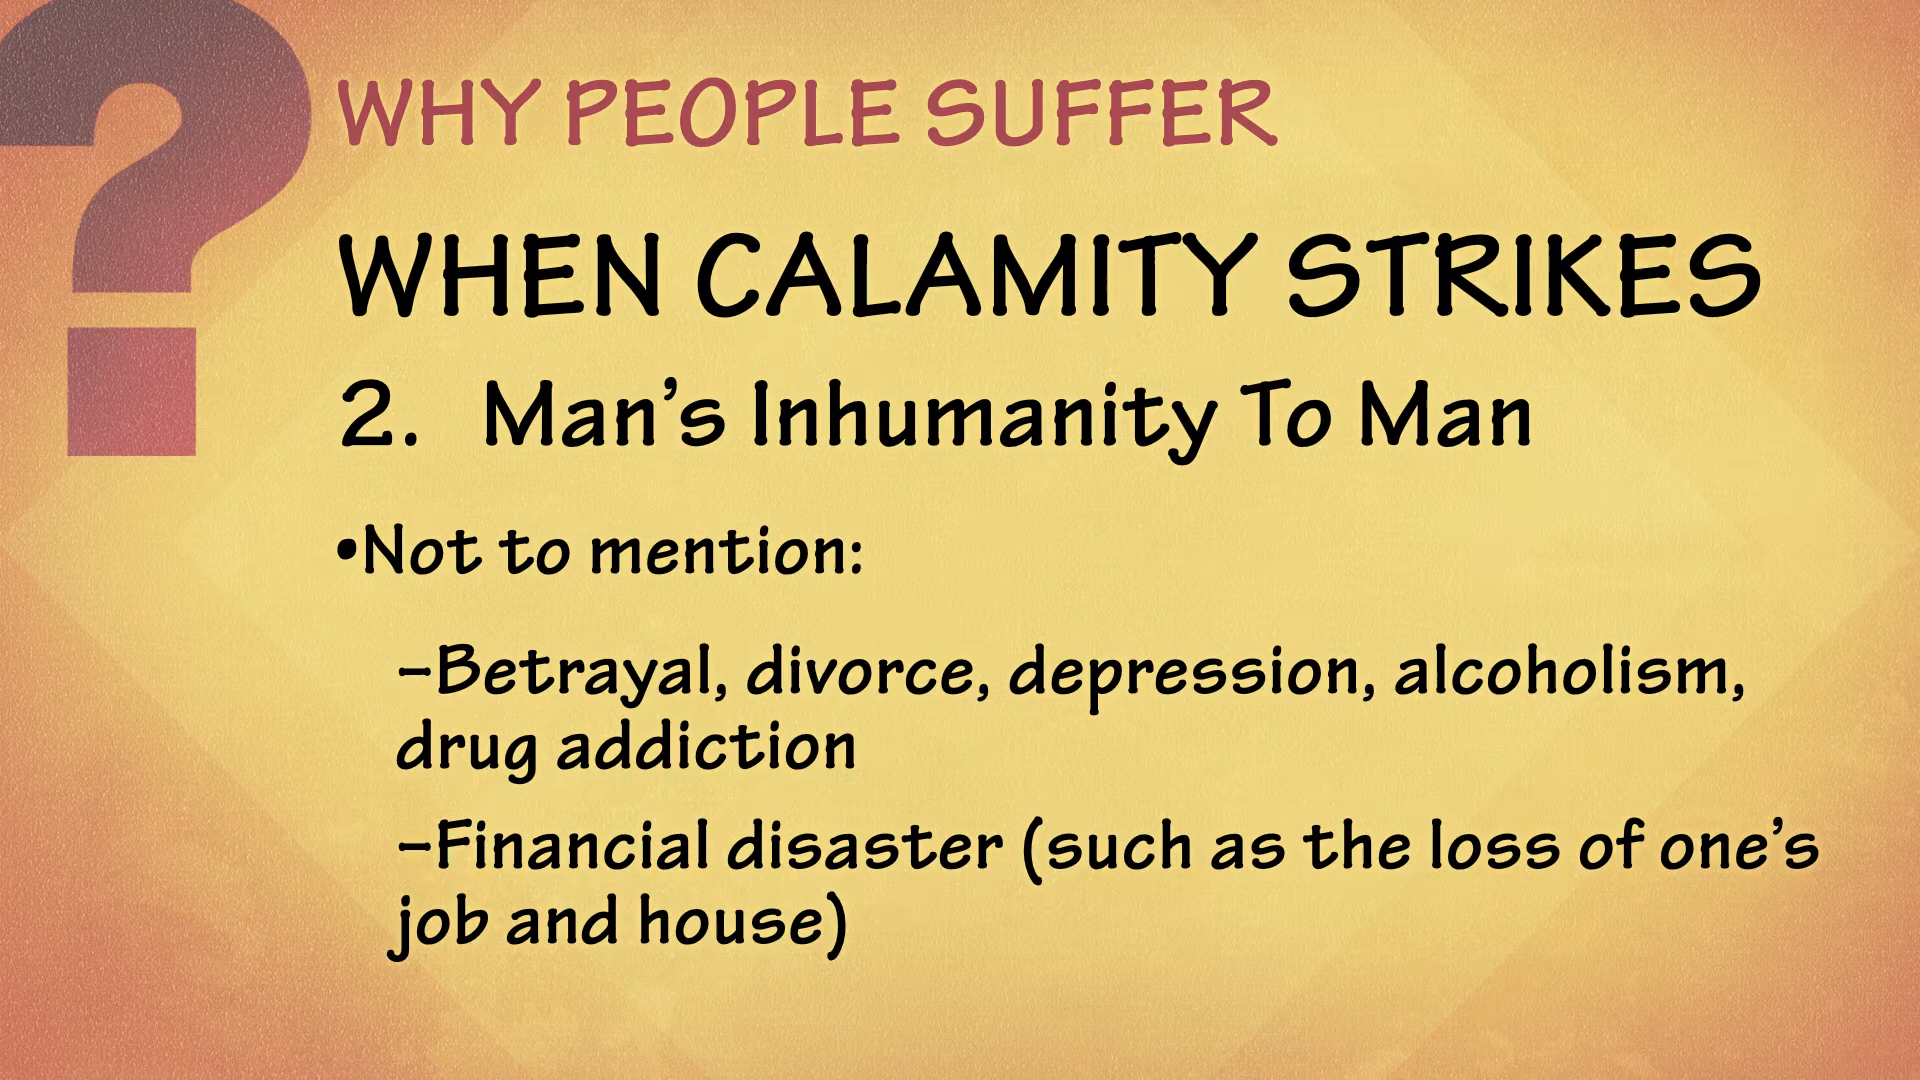 ?
WHY PEOPLE SUFFER
WHEN CALAMITY STRIKES
2. Man’s Inhumanity To Man
•Not to mention:
–Betrayal, divorce, depression, alcoholism,
drug addiction
–Financial disaster (such as the loss of one’s
job and house)